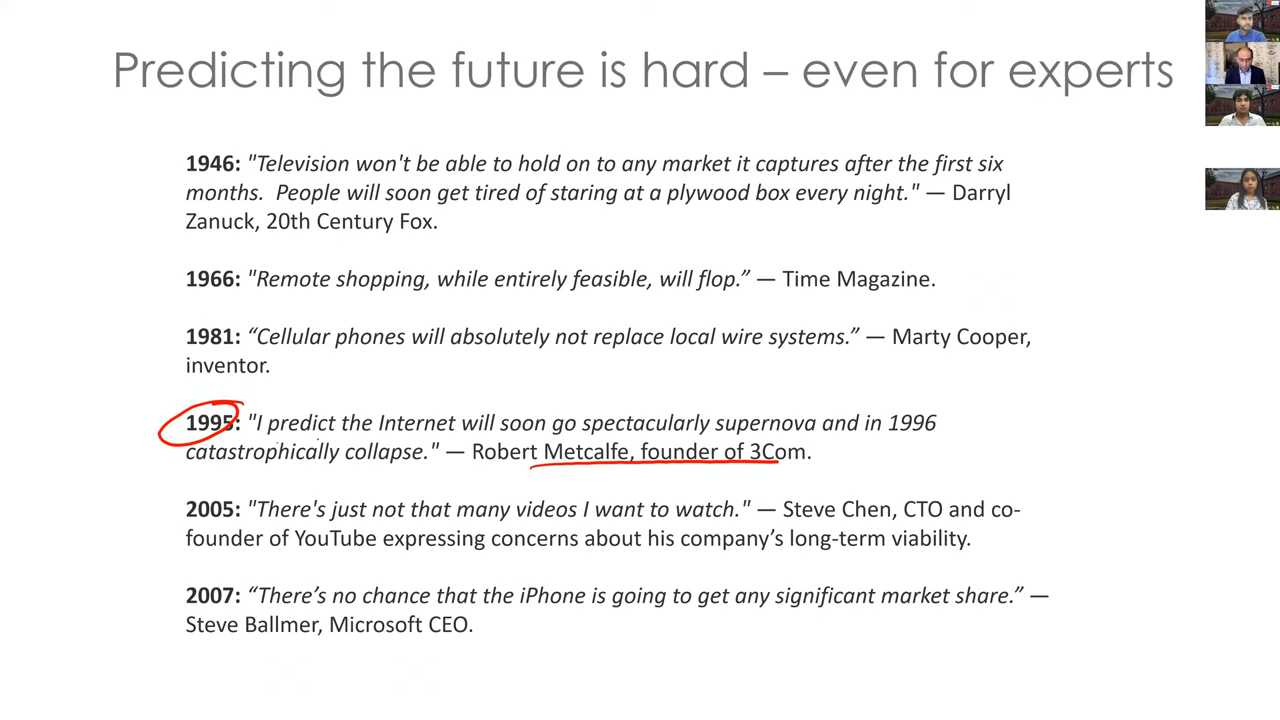 Predicting the future is hard – even for experts
1946: "Television won't be able to hold on to any market it captures after the first six
months.  People will soon get tired of staring at a plywood box every night." — Darryl
Zanuck, 20th Century Fox.
1966: "Remote shopping, while entirely feasible, will flop.” — Time Magazine.
1981: “Cellular phones will absolutely not replace local wire systems.” — Marty Cooper,
inventor.
1995: "I predict the Internet will soon go spectacularly supernova and in 1996
catastrophically collapse." — Robert Metcalfe, founder of 3Com.
2005: "There's just not that many videos I want to watch." — Steve Chen, CTO and co-
founder of YouTube expressing concerns about his company’s long-term viability.
2007: “There’s no chance that the iPhone is going to get any significant market share.” —
Steve Ballmer, Microsoft CEO.